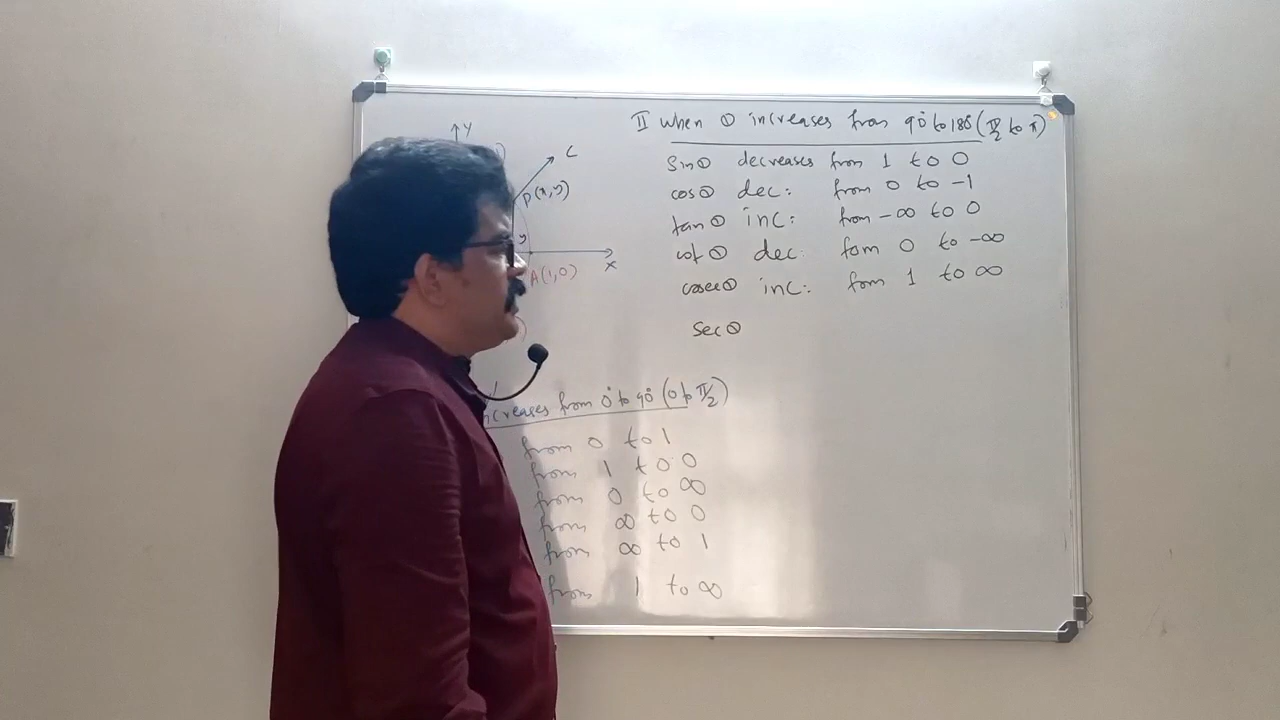 Y
C
P(x,y)
y
X
A(1,0)
II when θ increases from 90° to 180° (π/2 to π)
Sinθ decreases from 1 to 0
cosθ dec: from 0 to -1
tanθ inc: from -∞ to 0
cotθ dec: fom 0 to -∞
cosecθ inc: fom 1 to ∞
Secθ
ncreases from 0° to 90° (0 to π/2)
from 0 to 1
from 1 to 0
from 0 to ∞
from ∞ to 0
from ∞ to 1
from 1 to ∞